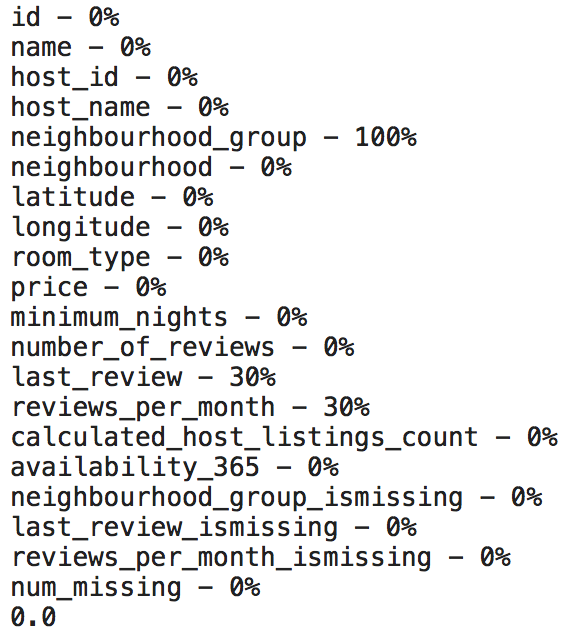 id - 0%
name - 0%
host_id - 0%
host_name - 0%
neighbourhood_group - 100%
neighbourhood - 0%
latitude - 0%
longitude - 0%
room_type - 0%
price - 0%
minimum_nights - 0%
number_of_reviews - 0%
last_review - 30%
reviews_per_month - 30%
calculated_host_listings_count - 0%
availability_365 - 0%
neighbourhood_group_ismissing - 0%
last_review_ismissing - 0%
reviews_per_month_ismissing - 0%
num_missing - 0%
0.0